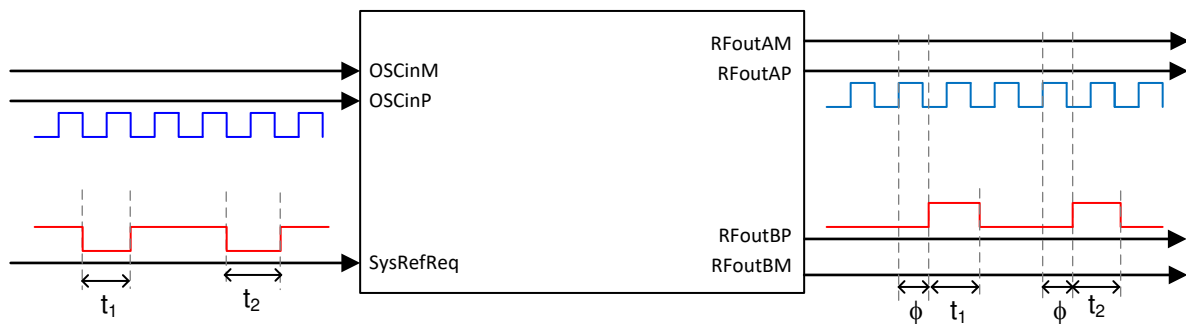 OSCinM
OSCinP
SysRefReq
t1
t2
RFoutAM
RFoutAP
RFoutBP
RFoutBM
ϕ
t1
ϕ
t2